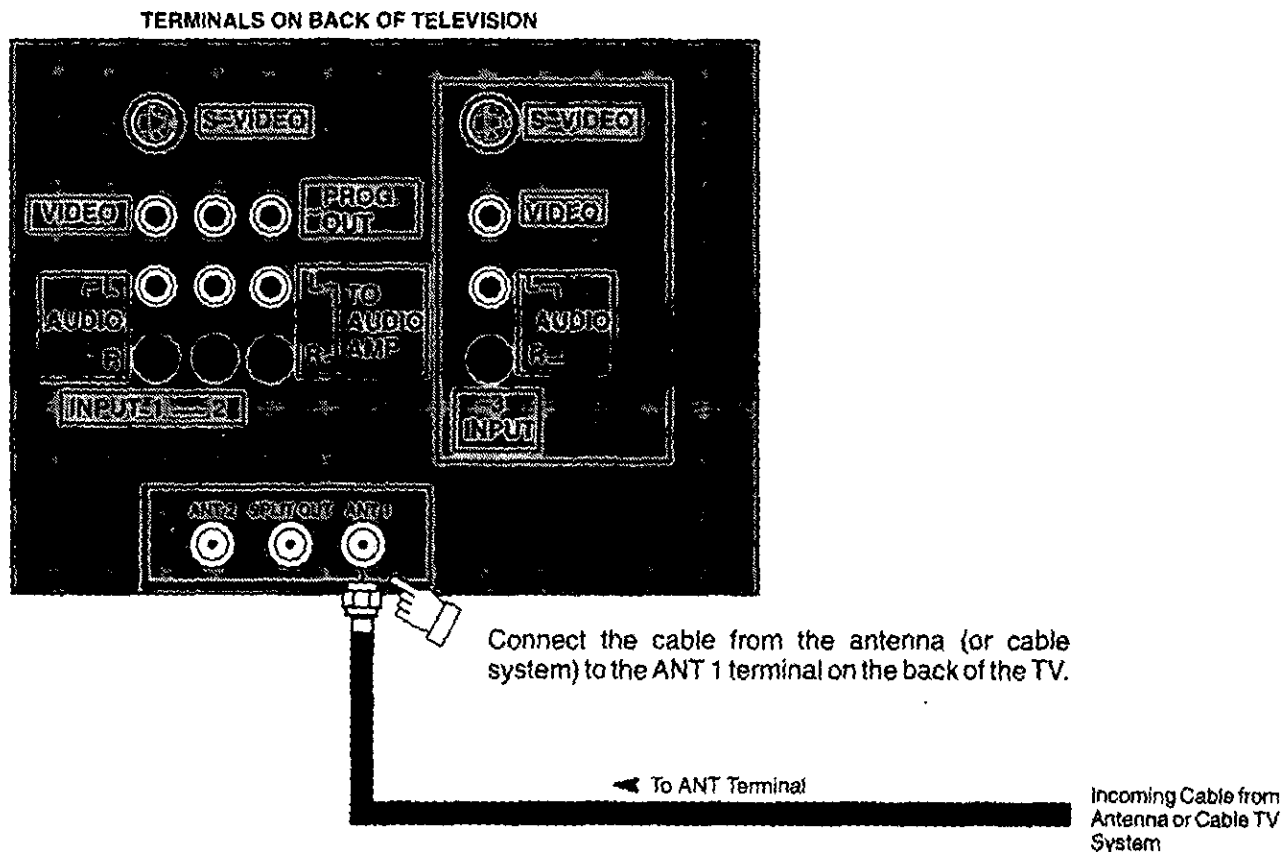 TERMINALS ON BACK OF TELEVISION
S-VIDEO
S-VIDEO
VIDEO
PROG
OUT
VIDEO
L
AUDIO
R
L TO
AUDIO
R AMP
L
AUDIO
R
INPUT 1 2
3
INPUT
ANT 2 SPLIT OUT ANT 1
Connect the cable from the antenna (or cable
system) to the ANT 1 terminal on the back of the TV.
To ANT Terminal
Incoming Cable from
Antenna or Cable TV
System